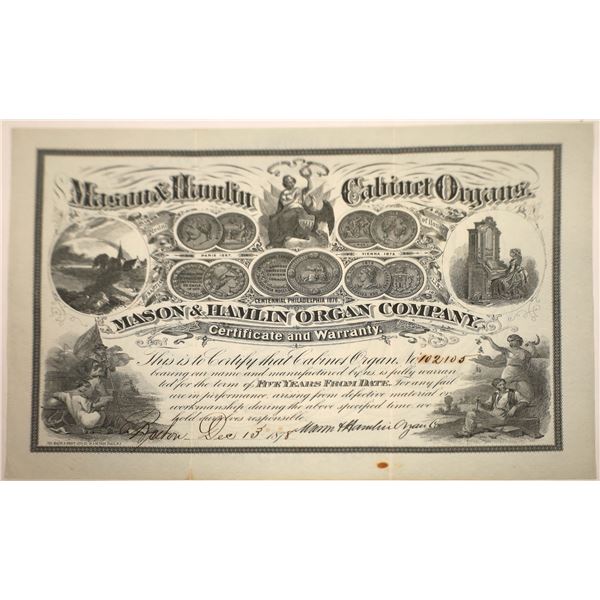 Mason & Hamlin Cabinet Organs.
PARIS 1867. VIENNA 1873.
CENTENNIAL PHILADELPHIA 1876.
MASON & HAMLIN ORGAN COMPANY.
Certificate and Warranty.
This is to Certify that Cabinet Organ, No 102103
bearing our name and manufactured by us is fully warran
ted for the term of FIVE YEARS FROM DATE. For any fail
ure in performance arising from defective material or
workmanship during the above specified time, we
hold ourselves responsible.
Boston Dec 13 1878 Mason & Hamlin Organ Co